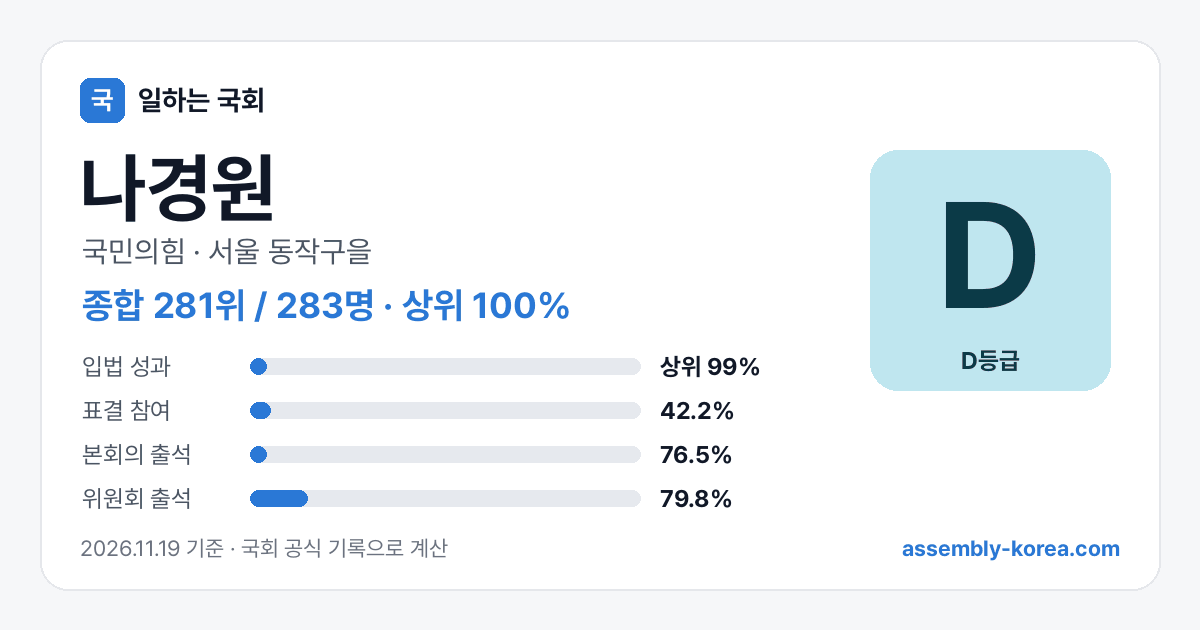 국 일하는 국회
나경원
국민의힘 · 서울 동작구을
종합 281위 / 283명 · 상위 100%
입법 성과 상위 99%
표결 참여 42.2%
본회의 출석 76.5%
위원회 출석 79.8%
D
D등급
2026.11.19 기준 · 국회 공식 기록으로 계산
assembly-korea.com